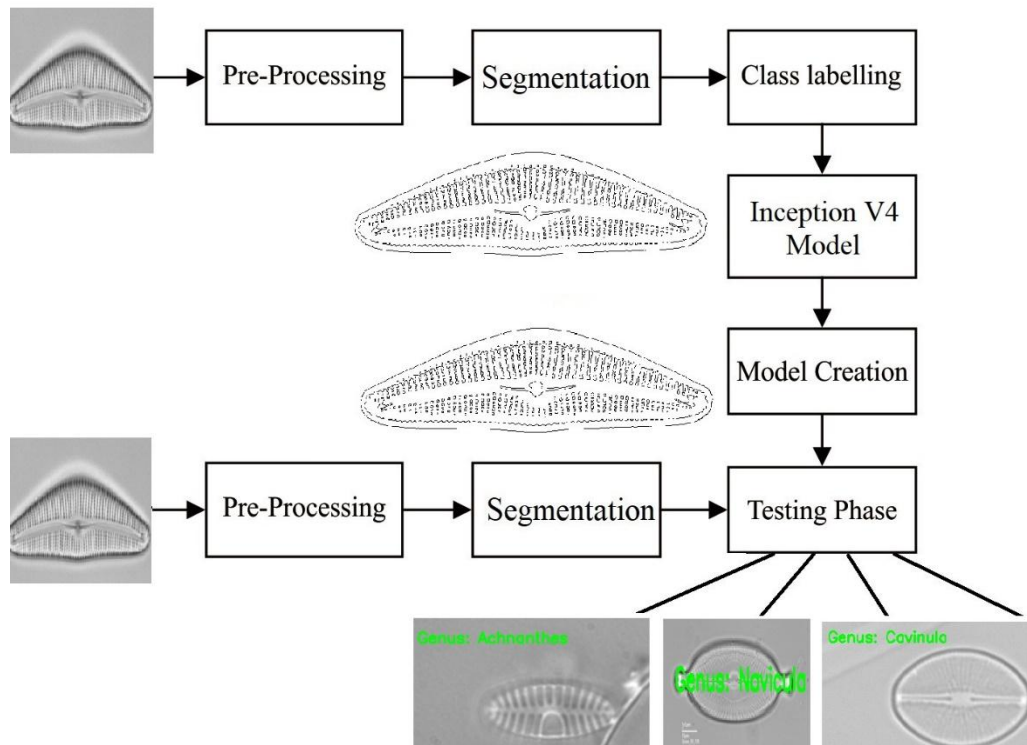 Pre-Processing
Segmentation
Class labelling
Inception V4
Model
Model Creation
Pre-Processing
Segmentation
Testing Phase
Genus: Achnanthes
Genus: Navicula
Genus: Cavinula